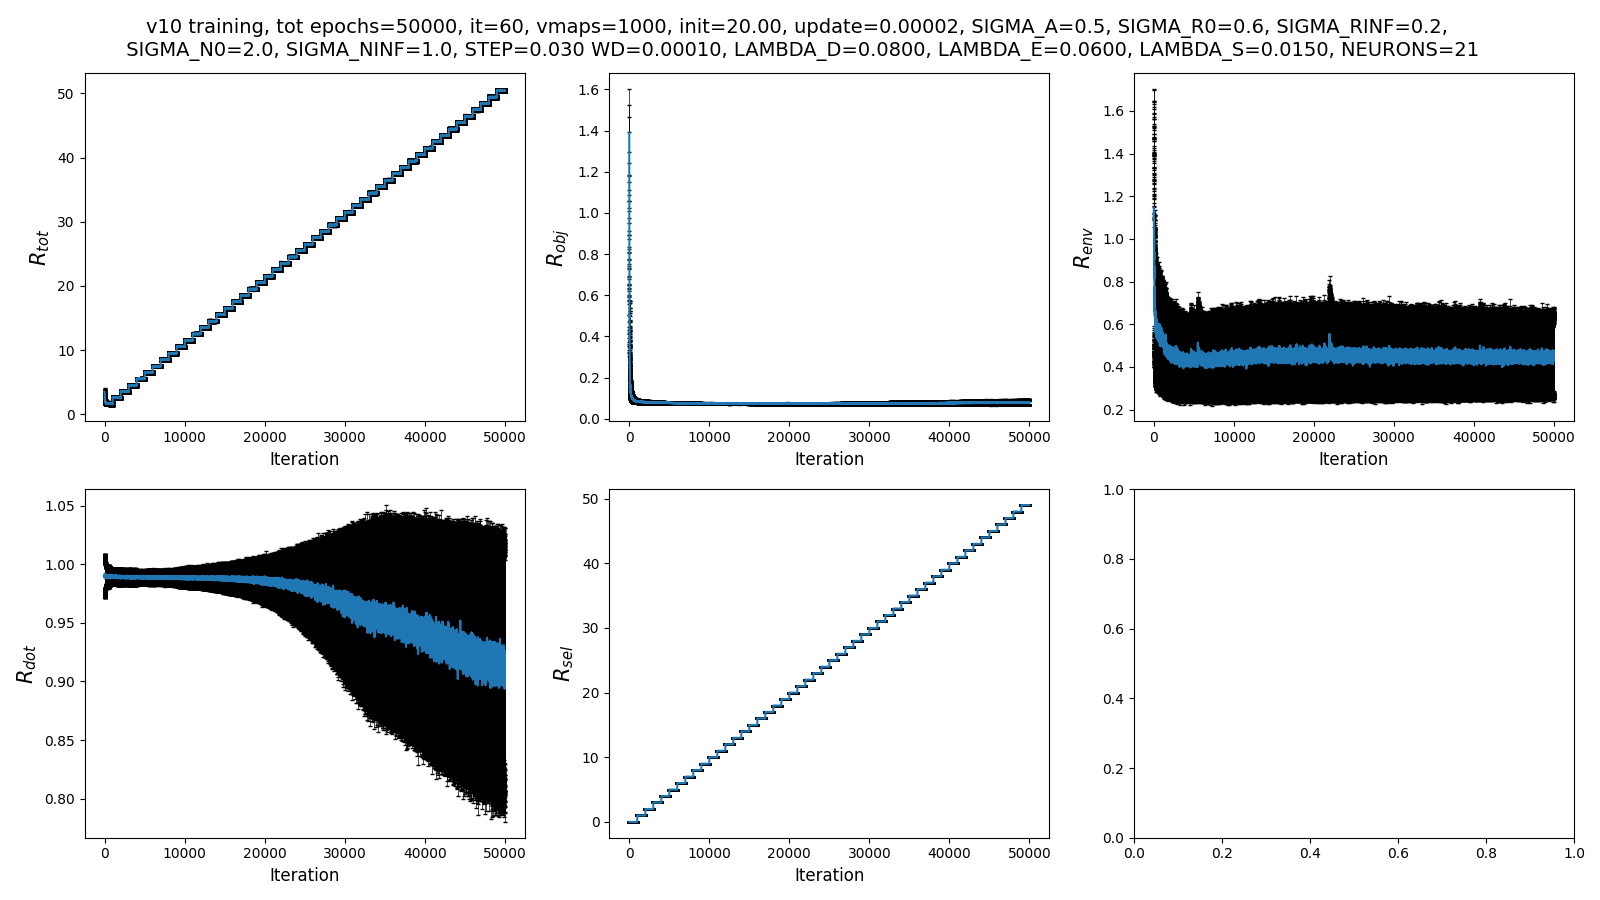 v10 training, tot epochs=50000, it=60, vmaps=1000, init=20.00, update=0.00002, SIGMA_A=0.5, SIGMA_R0=0.6, SIGMA_RINF=0.2,
SIGMA_N0=2.0, SIGMA_NINF=1.0, STEP=0.030 WD=0.00010, LAMBDA_D=0.0800, LAMBDA_E=0.0600, LAMBDA_S=0.0150, NEURONS=21
R_tot
50
40
30
20
10
0
0 10000 20000 30000 40000 50000
Iteration
R_obj
1.6
1.4
1.2
1.0
0.8
0.6
0.4
0.2
0.0
0 10000 20000 30000 40000 50000
Iteration
R_env
1.6
1.4
1.2
1.0
0.8
0.6
0.4
0.2
0 10000 20000 30000 40000 50000
Iteration
R_dot
1.05
1.00
0.95
0.90
0.85
0.80
0 10000 20000 30000 40000 50000
Iteration
R_sel
50
40
30
20
10
0
0 10000 20000 30000 40000 50000
Iteration
1.0
0.8
0.6
0.4
0.2
0.0
0.0 0.2 0.4 0.6 0.8 1.0